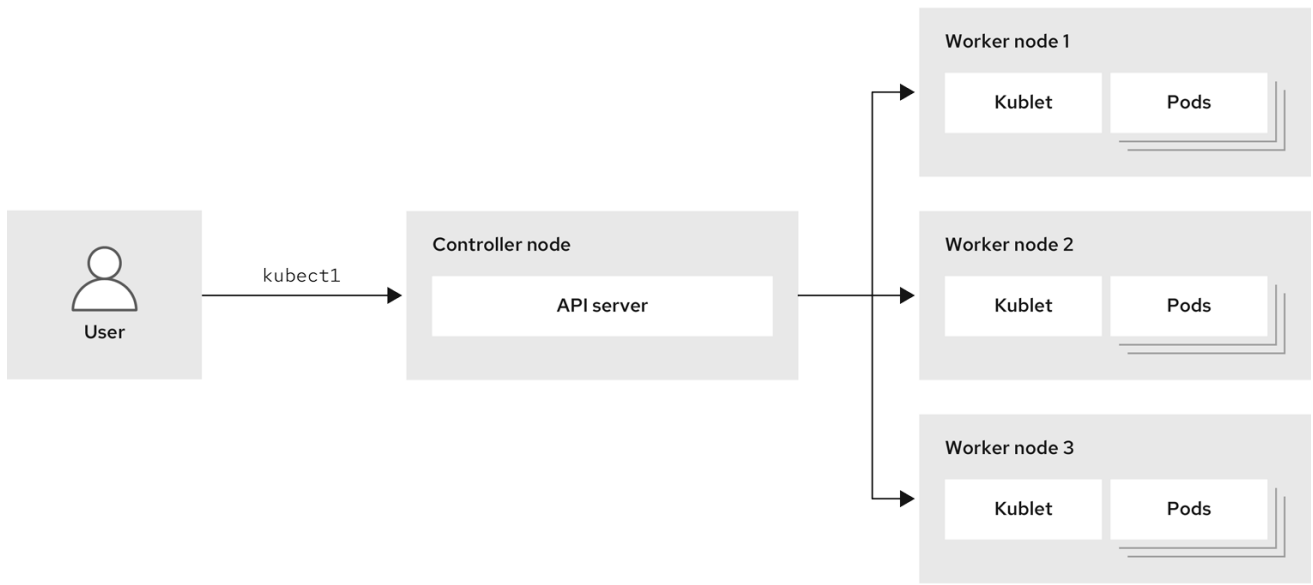 Worker node 1
Kublet
Pods
User
kubect1
Controller node
API server
Worker node 2
Kublet
Pods
Worker node 3
Kublet
Pods